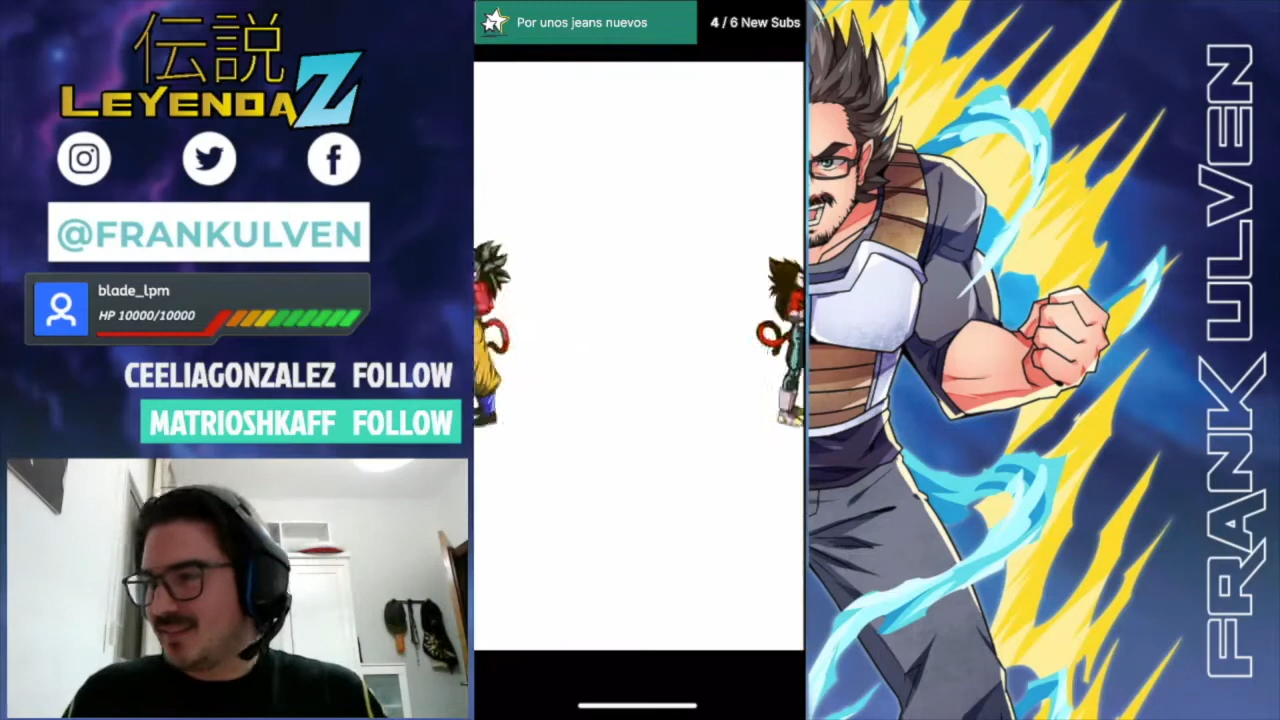 伝説
LEYENDAZ
@FRANKULVEN
blade_lpm
HP 10000/10000
CEELIAGONZALEZ FOLLOW
MATRIOSHKAFF FOLLOW
Por unos jeans nuevos
4 / 6 New Subs
FRANK ULVEN